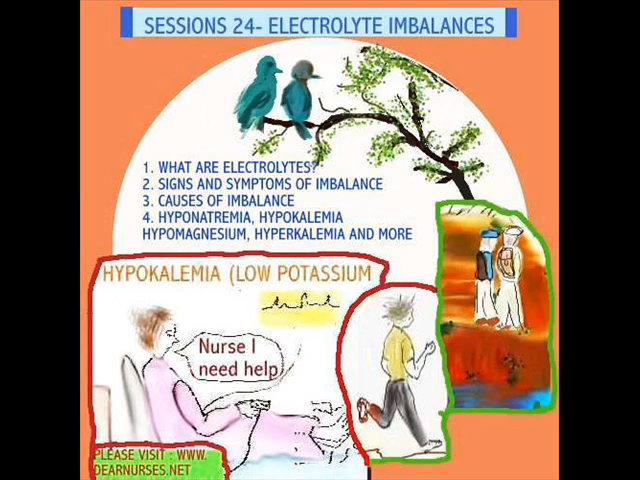 SESSIONS 24- ELECTROLYTE IMBALANCES
1. WHAT ARE ELECTROLYTES?
2. SIGNS AND SYMPTOMS OF IMBALANCE
3. CAUSES OF IMBALANCE
4. HYPONATREMIA, HYPOKALEMIA
HYPOMAGNESIUM, HYPERKALEMIA AND MORE
HYPOKALEMIA (LOW POTASSIUM
Nurse I
need help
PLEASE VISIT : WWW.
DEARNURSES.NET